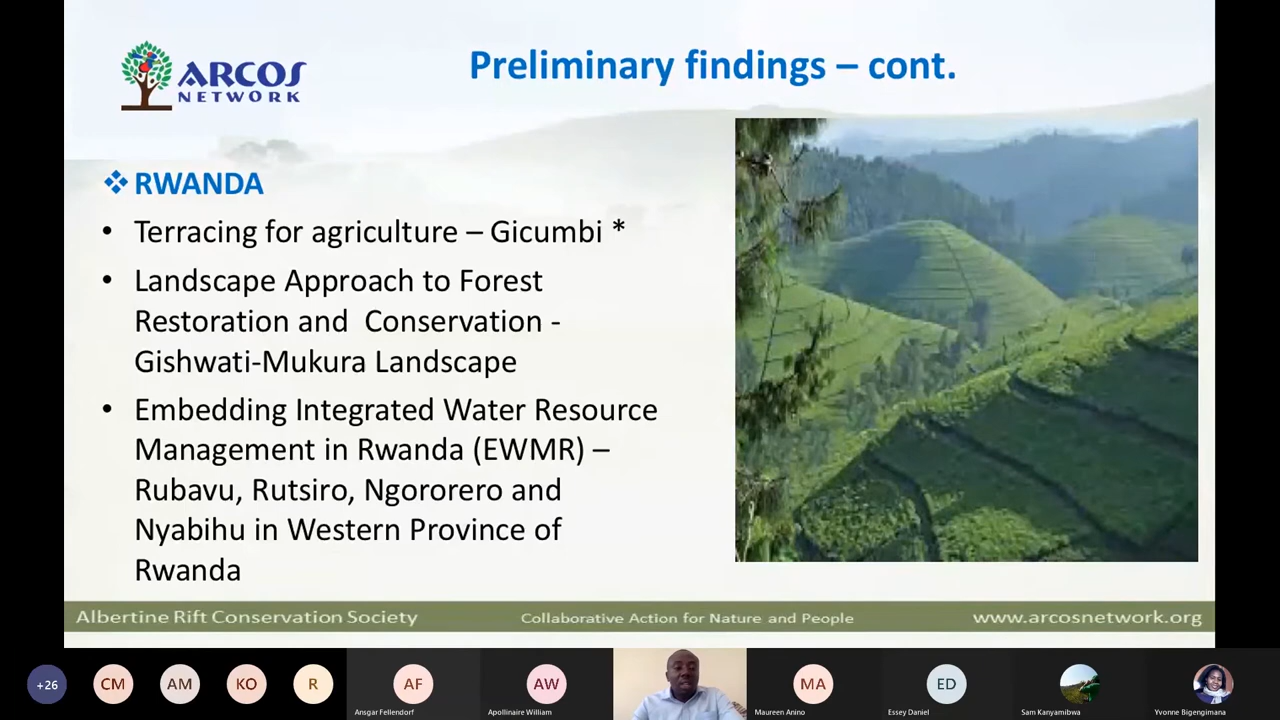 ARCOS
NETWORK
Preliminary findings – cont.
❖ RWANDA
• Terracing for agriculture – Gicumbi *
• Landscape Approach to Forest
Restoration and Conservation -
Gishwati-Mukura Landscape
• Embedding Integrated Water Resource
Management in Rwanda (EWMR) –
Rubavu, Rutsiro, Ngororero and
Nyabihu in Western Province of
Rwanda
Albertine Rift Conservation Society
Collaborative Action for Nature and People
www.arcosnetwork.org
+26
CM
AM
KO
R
AF
Ansgar Fellendorf
AW
Apollinaire William
MA
Maureen Anino
ED
Essey Daniel
Sam Kanyamibwa
Yvonne Bigengimana